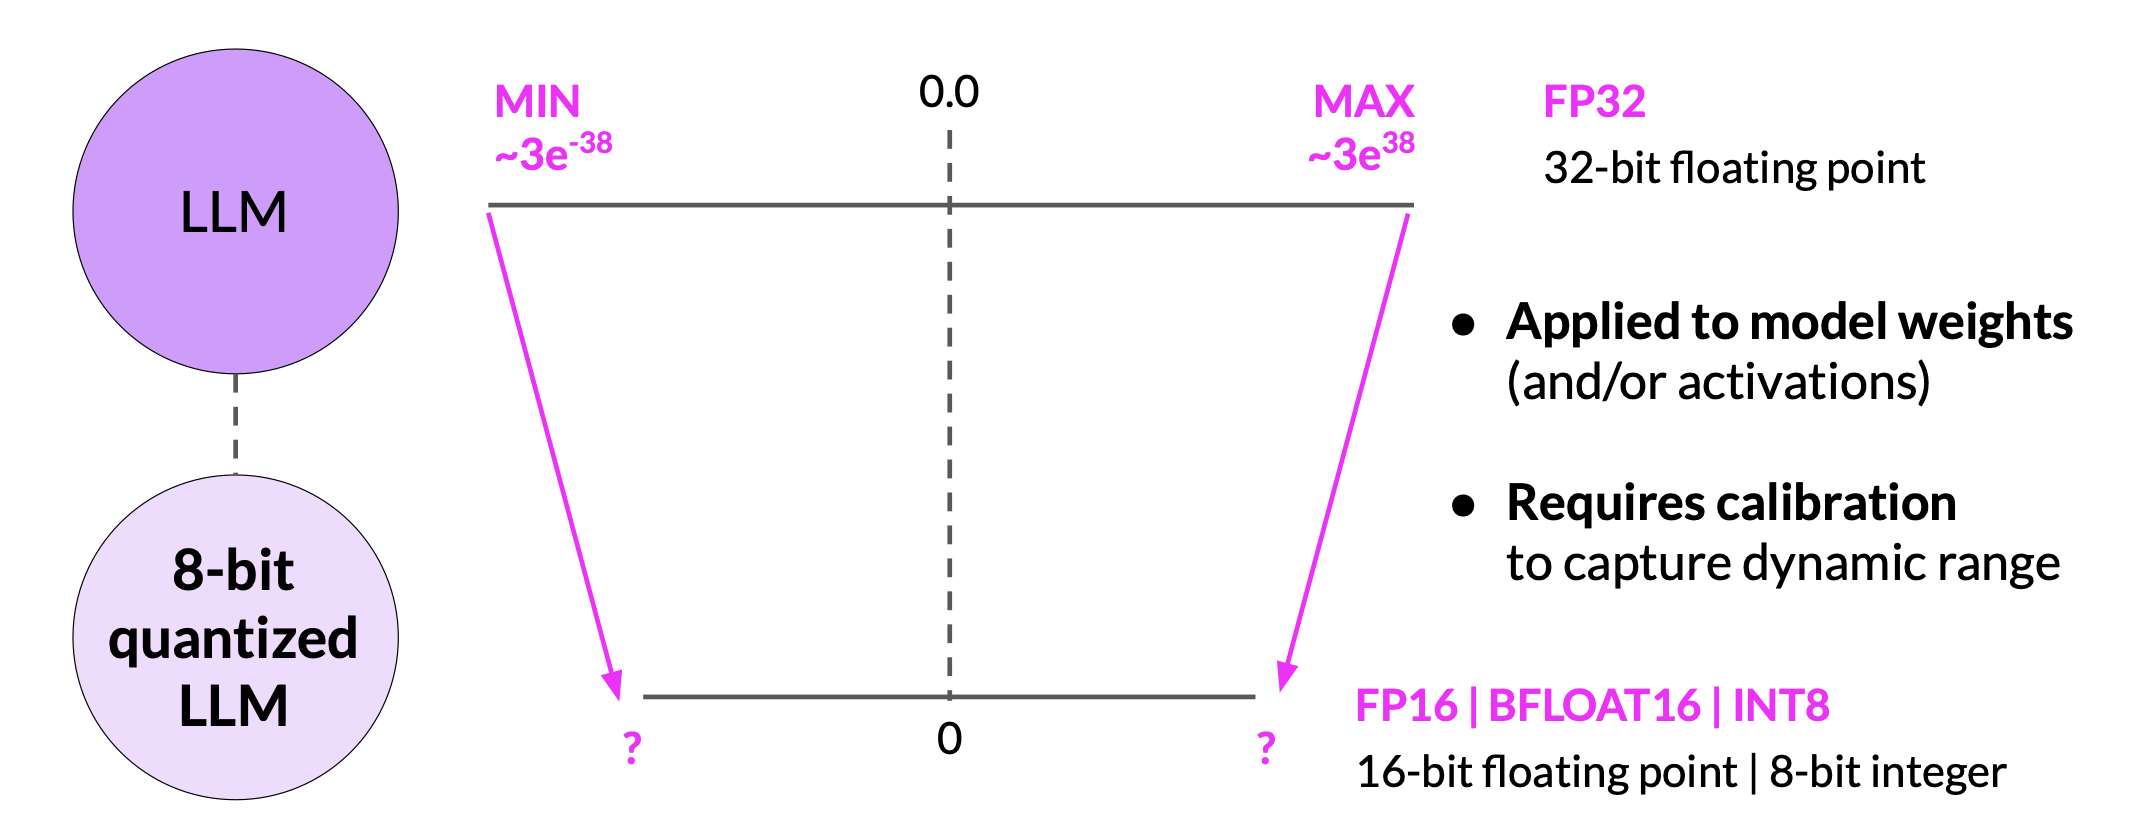 LLM
8-bit
quantized
LLM
MIN
~3e⁻³⁸
0.0
MAX
~3e³⁸
FP32
32-bit floating point
● Applied to model weights
(and/or activations)
● Requires calibration
to capture dynamic range
?
0
?
FP16 | BFLOAT16 | INT8
16-bit floating point | 8-bit integer